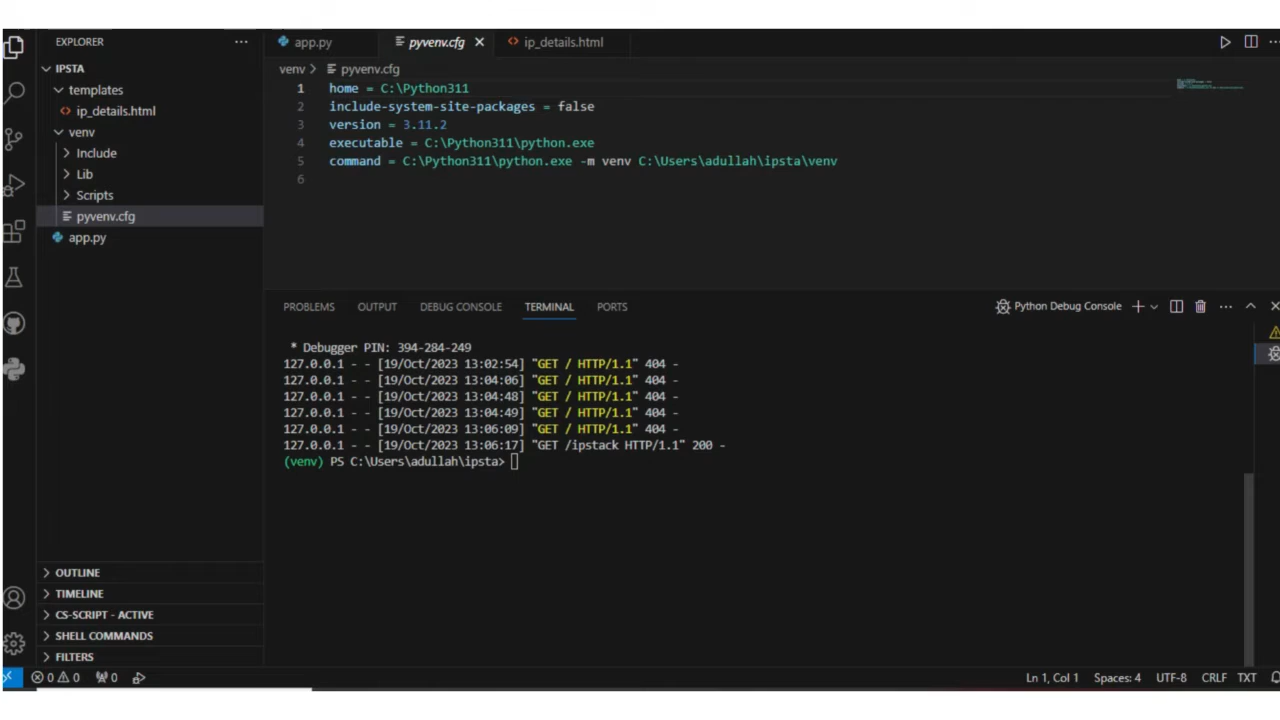 EXPLORER
IPSTA
templates
ip_details.html
venv
Include
Lib
Scripts
pyvenv.cfg
app.py
OUTLINE
TIMELINE
CS-SCRIPT - ACTIVE
SHELL COMMANDS
FILTERS
app.py pyvenv.cfg ip_details.html
venv pyvenv.cfg
1 home = C:\Python311
2 include-system-site-packages = false
3 version = 3.11.2
4 executable = C:\Python311\python.exe
5 command = C:\Python311\python.exe -m venv C:\Users\adullah\ipsta\venv
6
PROBLEMS OUTPUT DEBUG CONSOLE TERMINAL PORTS Python Debug Console
* Debugger PIN: 394-284-249
127.0.0.1 - - [19/Oct/2023 13:02:54] "GET / HTTP/1.1" 404 -
127.0.0.1 - - [19/Oct/2023 13:04:06] "GET / HTTP/1.1" 404 -
127.0.0.1 - - [19/Oct/2023 13:04:48] "GET / HTTP/1.1" 404 -
127.0.0.1 - - [19/Oct/2023 13:04:49] "GET / HTTP/1.1" 404 -
127.0.0.1 - - [19/Oct/2023 13:06:09] "GET / HTTP/1.1" 404 -
127.0.0.1 - - [19/Oct/2023 13:06:17] "GET /ipstack HTTP/1.1" 200 -
(venv) PS C:\Users\adullah\ipsta>
0 0 0 Ln 1, Col 1 Spaces: 4 UTF-8 CRLF TXT